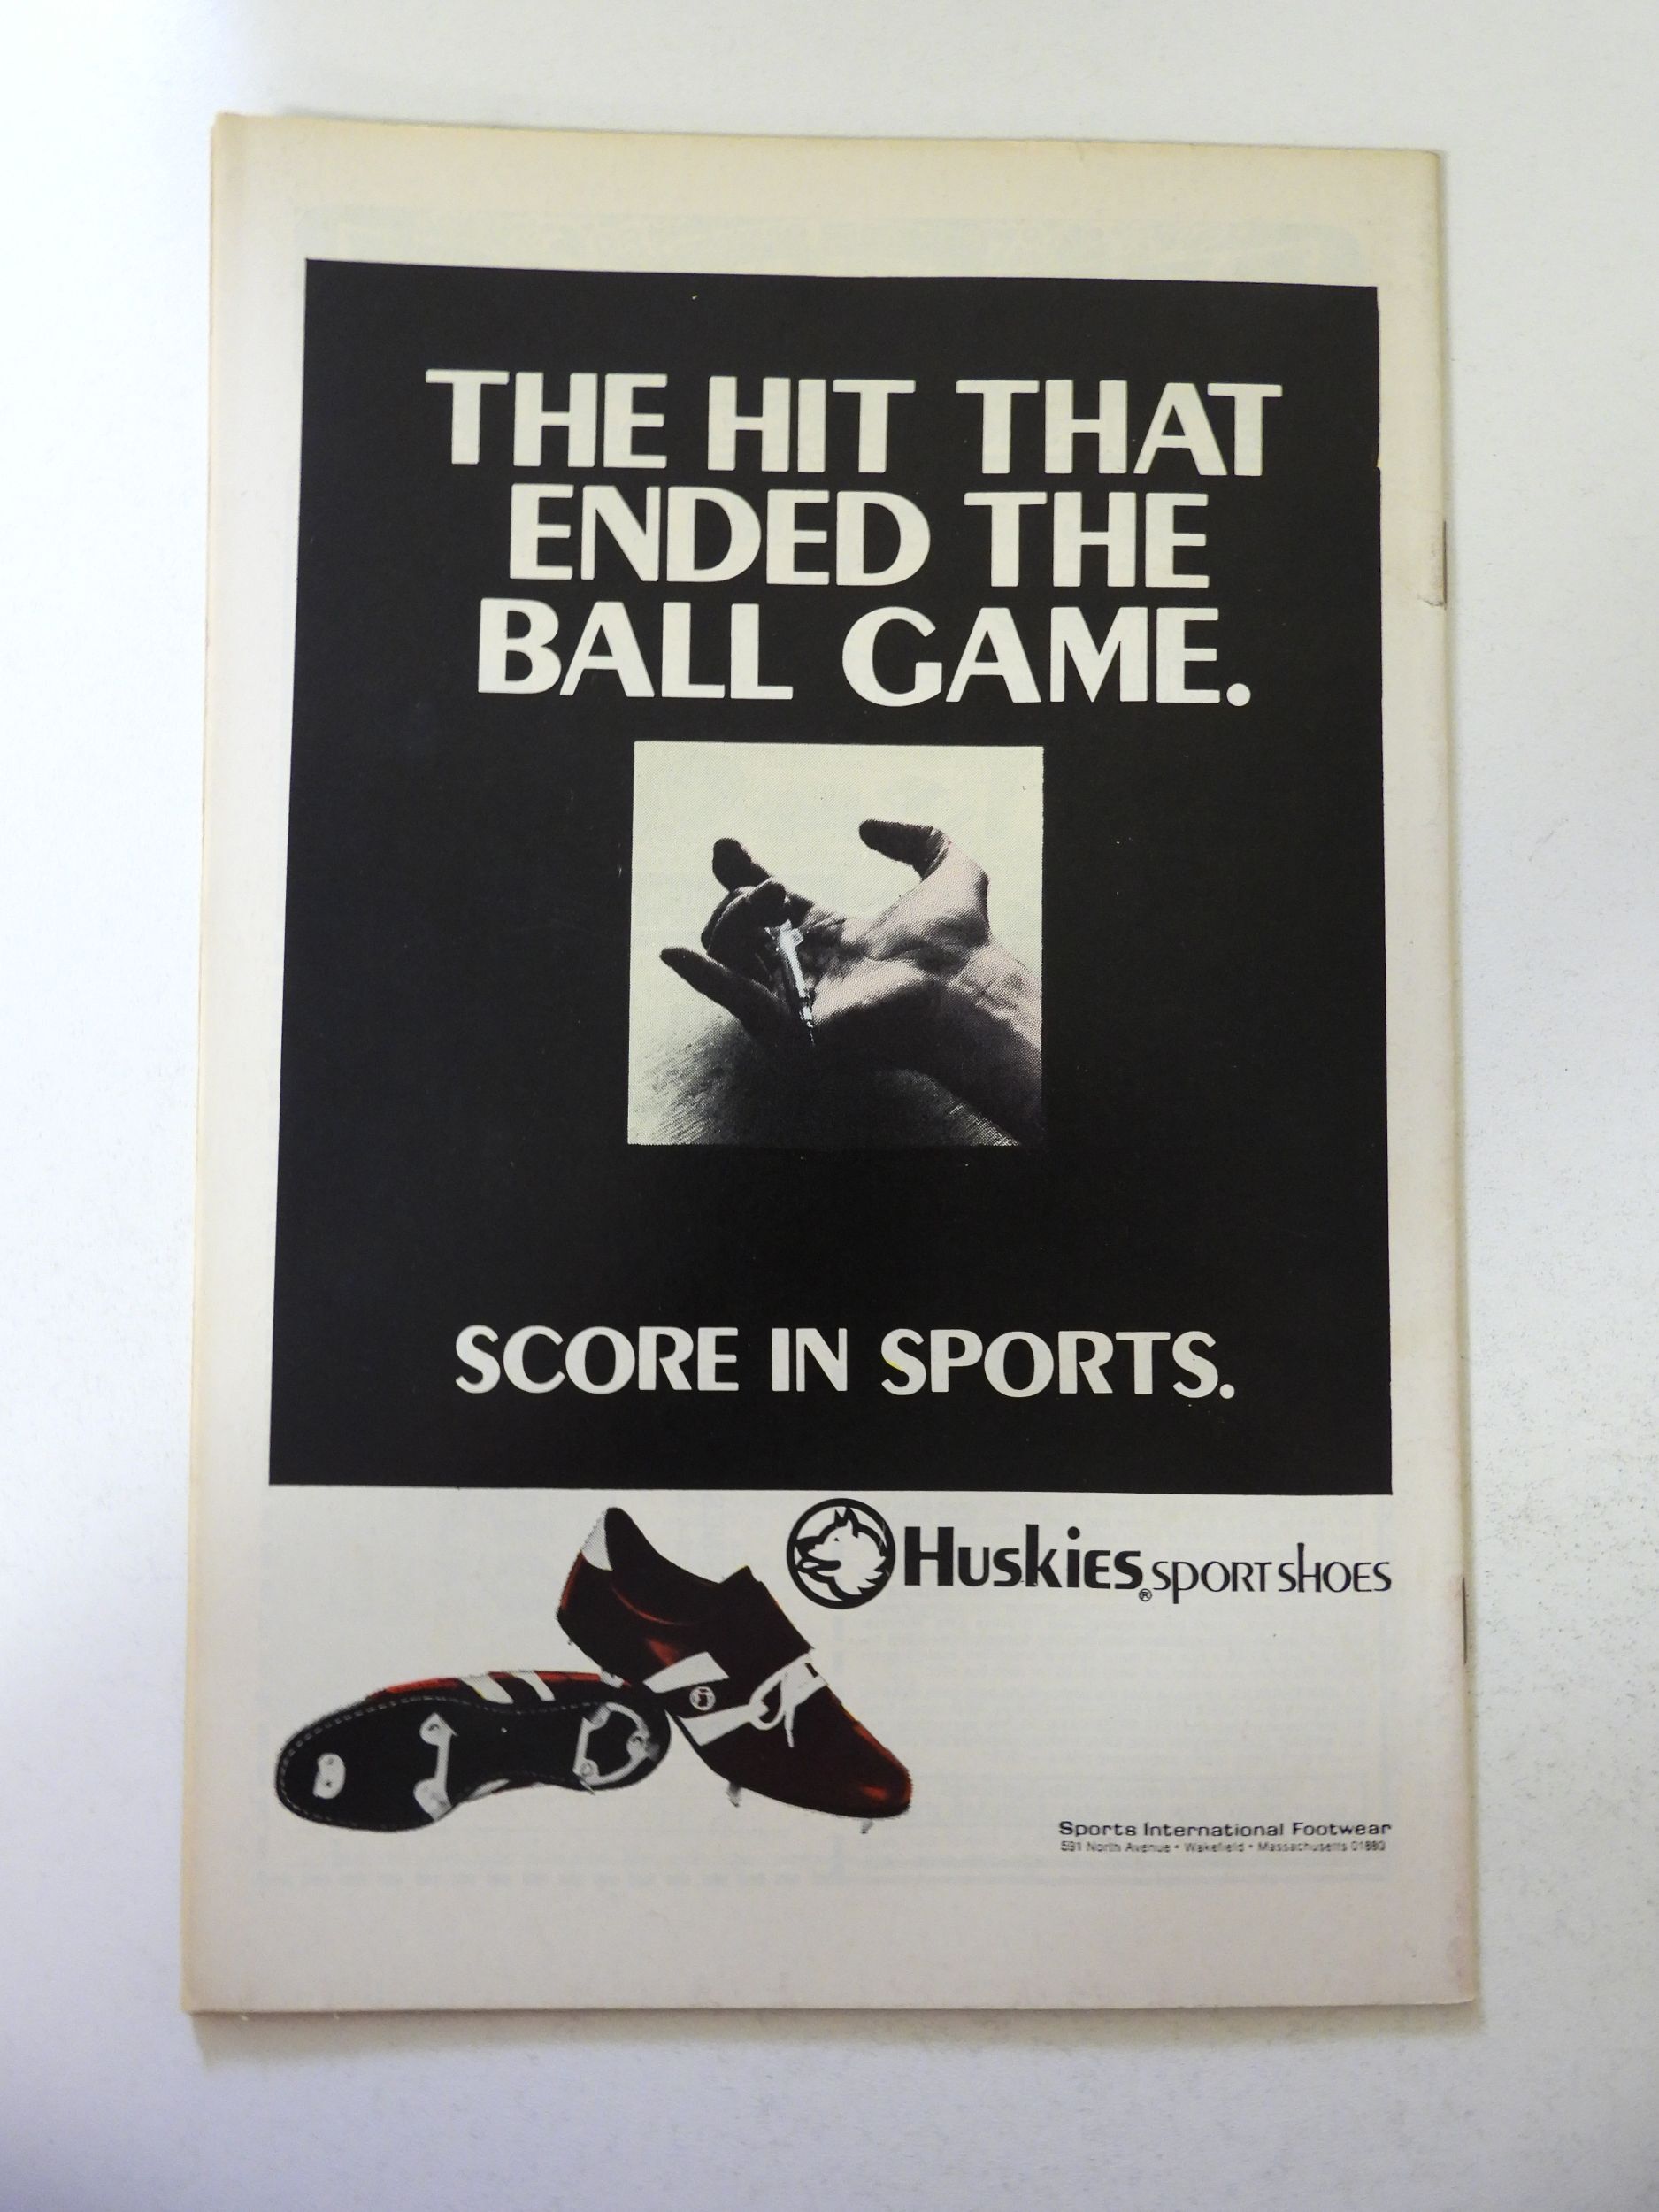 THE HIT THAT
ENDED THE
BALL GAME.
SCORE IN SPORTS.
Huskies® SPORT SHOES
Sports International Footwear
591 North Avenue • Wakefield • Massachusetts 01880